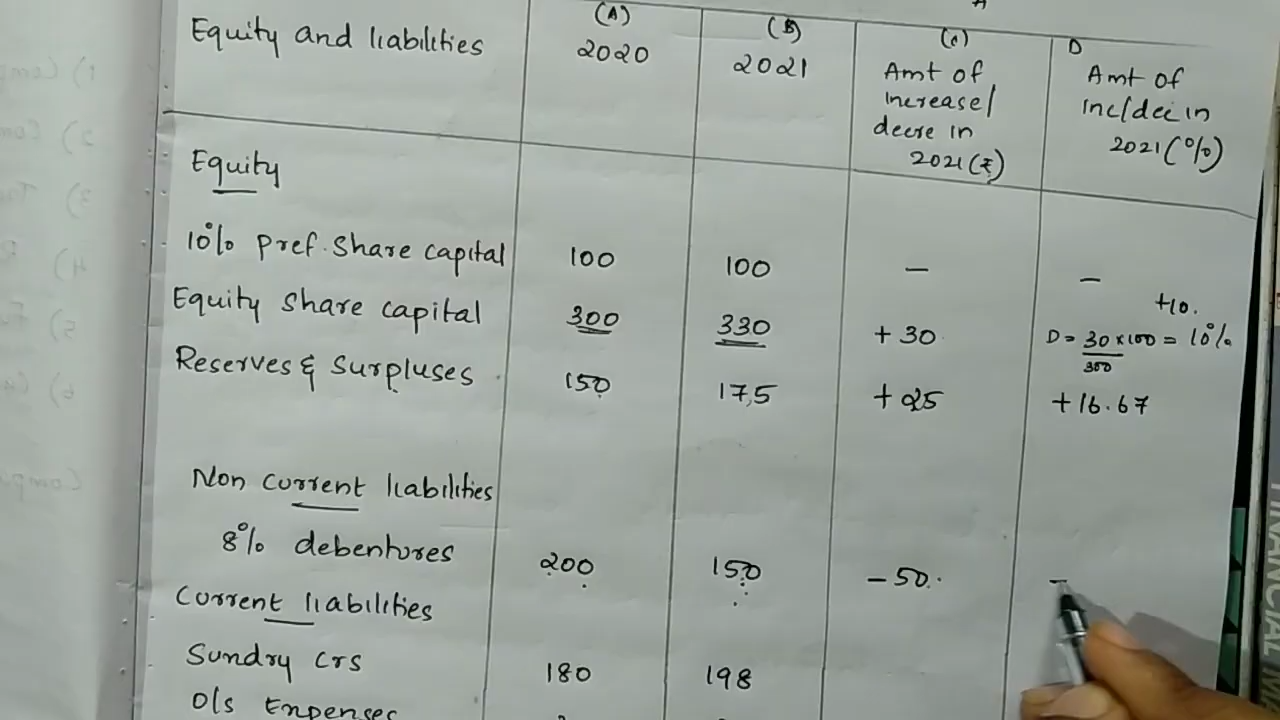 (A)
(B)
(C)
D
Equity and liabilities
2020
2021
Amt of
increase/
decre in
2021 (₹)
Amt of
inc/dec in
2021 (%)
Equity
10% Pref. Share capital 100 100 — —
Equity Share capital 300 330 + 30 D = 30 x 100 = 10%
300
+10.
Reserves & Surpluses 150 175 + 25 + 16.67
Non Current liabilities
8% debentures 200 150 - 50. -
Current liabilities
Sundry Crs 180 198
O/s Expenses
FINANCIAL